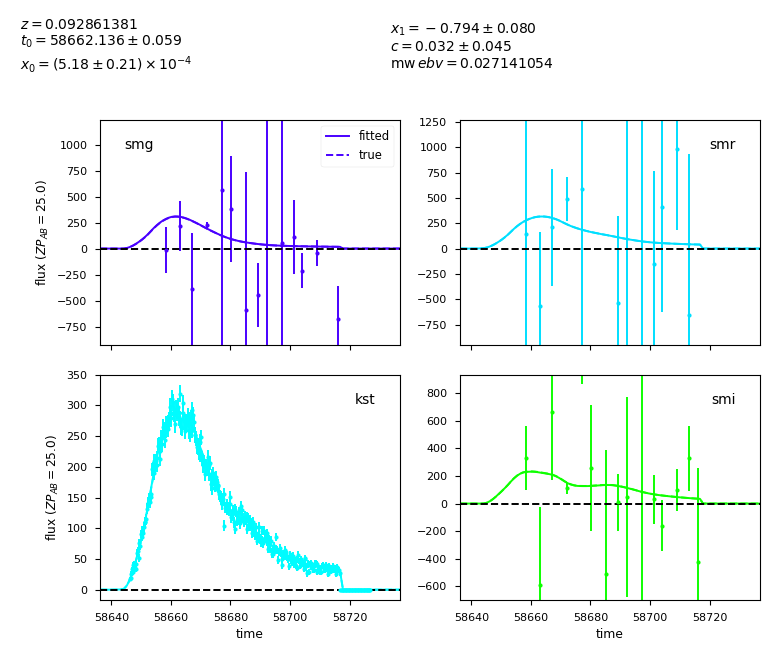 z = 0.092861381
t₀ = 58662.136 ± 0.059
x₀ = (5.18 ± 0.21) × 10⁻⁴
x₁ = −0.794 ± 0.080
c = 0.032 ± 0.045
mw ebv = 0.027141054
smg
fitted
true
1000
750
500
250
0
−250
−500
−750
flux (ZP_AB = 25.0)
smr
1250
1000
750
500
250
0
−250
−500
−750
kst
350
300
250
200
150
100
50
0
flux (ZP_AB = 25.0)
58640 58660 58680 58700 58720
time
smi
800
600
400
200
0
−200
−400
−600
58640 58660 58680 58700 58720
time